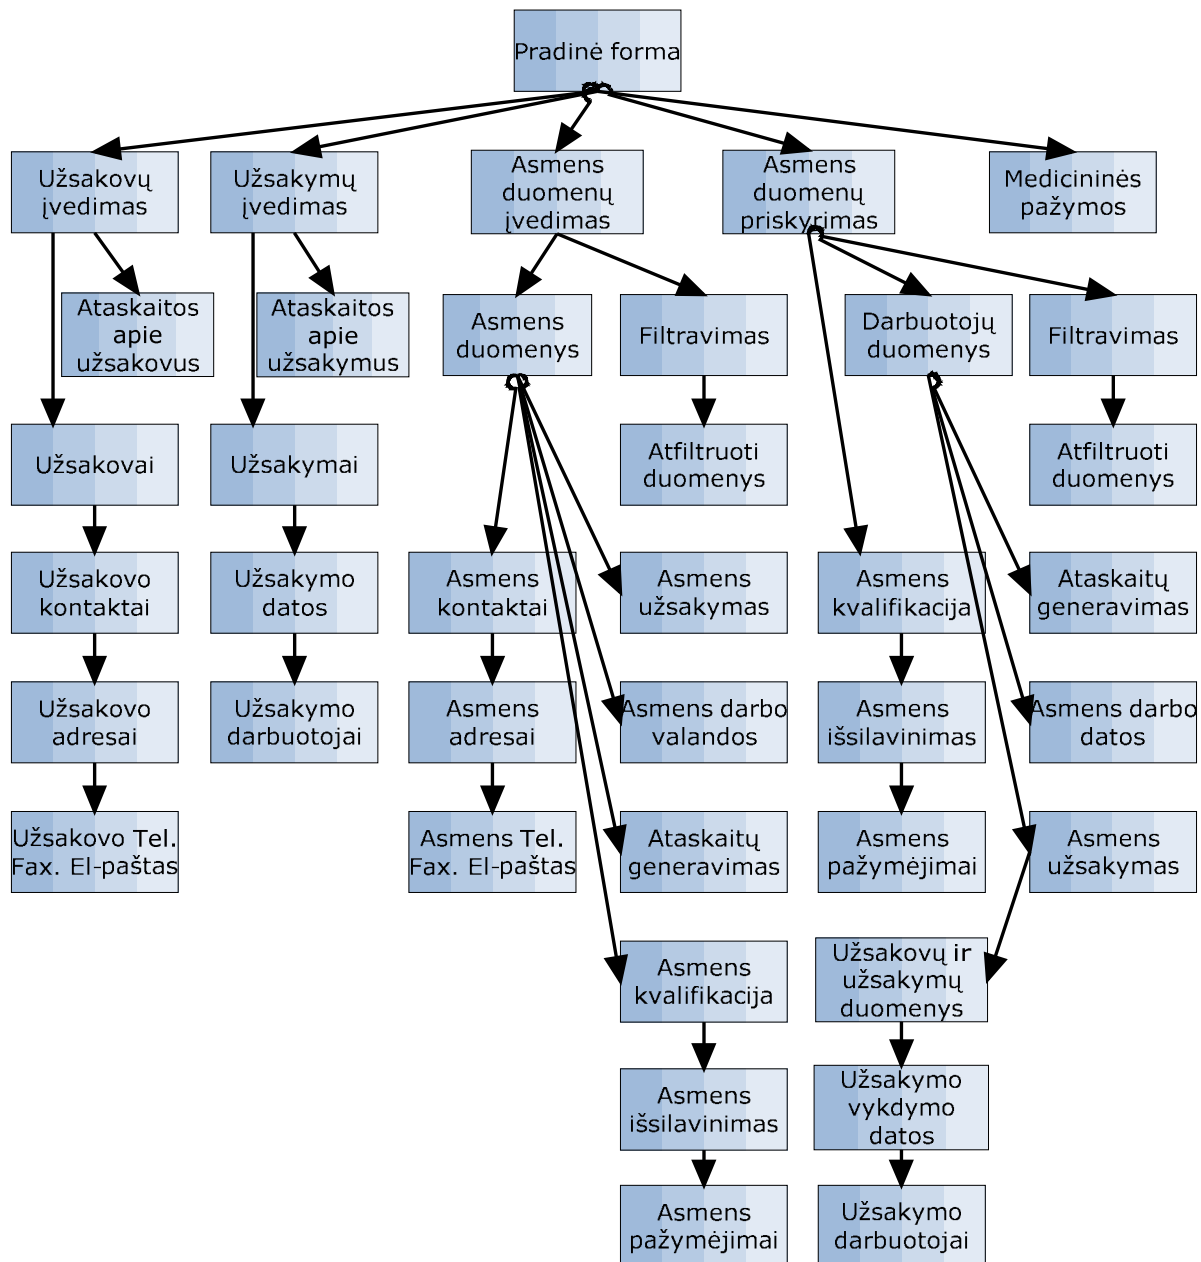 Pradinė forma
Užsakovų
įvedimas
Užsakymų
įvedimas
Asmens
duomenų
įvedimas
Asmens
duomenų
priskyrimas
Medicininės
pažymos
Ataskaitos
apie
užsakovus
Ataskaitos
apie
užsakymus
Asmens
duomenys
Filtravimas
Darbuotojų
duomenys
Filtravimas
Užsakovai
Užsakymai
Atfiltruoti
duomenys
Atfiltruoti
duomenys
Užsakovo
kontaktai
Užsakymo
datos
Asmens
kontaktai
Asmens
užsakymas
Asmens
kvalifikacija
Ataskaitų
generavimas
Užsakovo
adresai
Užsakymo
darbuotojai
Asmens
adresai
Asmens darbo
valandos
Asmens
išsilavinimas
Asmens darbo
datos
Užsakovo Tel.
Fax. El-paštas
Asmens Tel.
Fax. El-paštas
Ataskaitų
generavimas
Asmens
pažymėjimai
Asmens
užsakymas
Asmens
kvalifikacija
Užsakovų ir
užsakymų
duomenys
Asmens
išsilavinimas
Užsakymo
vykdymo
datos
Asmens
pažymėjimai
Užsakymo
darbuotojai